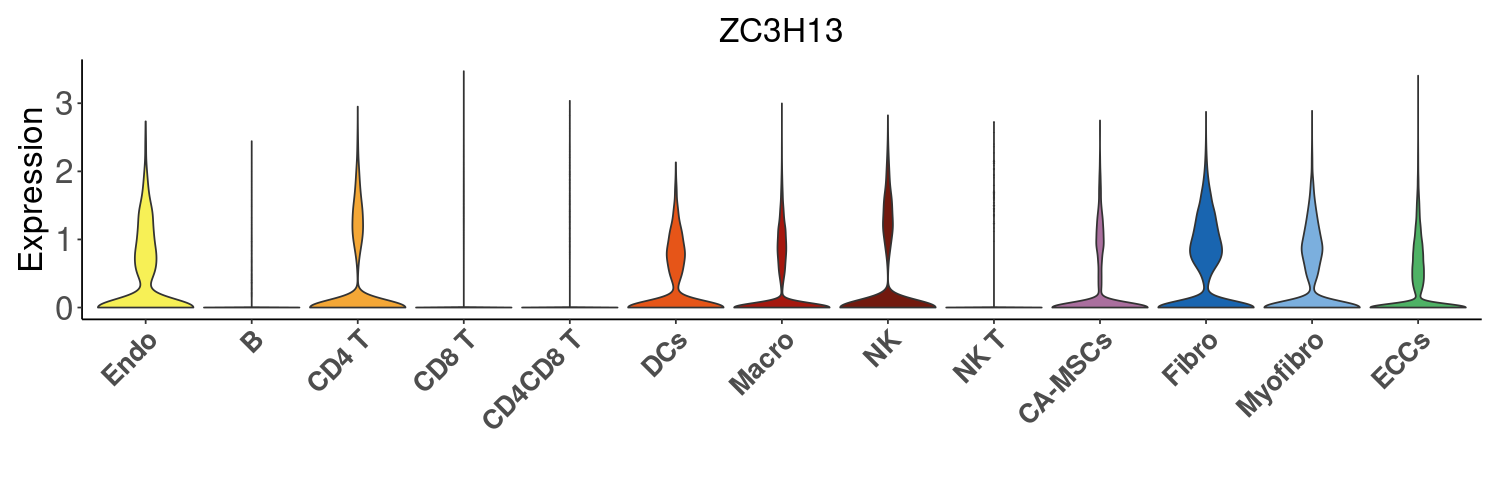 ZC3H13
Expression
3
2
1
0
Endo
B
CD4 T
CD8 T
CD4CD8 T
DCs
Macro
NK
NK T
CA-MSCs
Fibro
Myofibro
ECCs